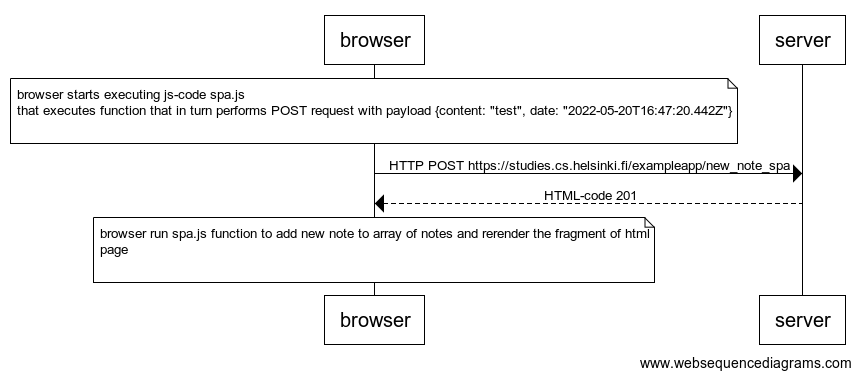 browser
server
browser starts executing js-code spa.js
that executes function that in turn performs POST request with payload {content: "test", date: "2022-05-20T16:47:20.442Z"}
HTTP POST https://studies.cs.helsinki.fi/exampleapp/new_note_spa
HTML-code 201
browser run spa.js function to add new note to array of notes and rerender the fragment of html
page
browser
server
www.websequencediagrams.com